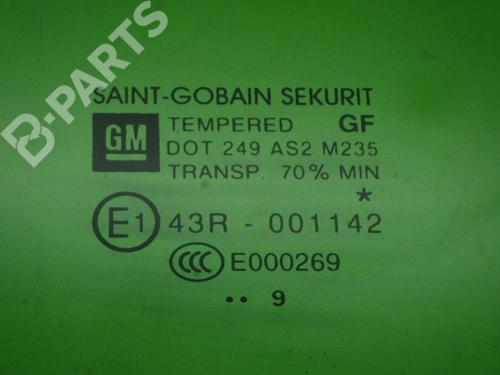 B-PARTS
SAINT-GOBAIN SEKURIT
GM TEMPERED GF
DOT 249 AS2 M235
TRANSP. 70% MIN
*
E1 43R - 001142
CCC E000269
•• 9